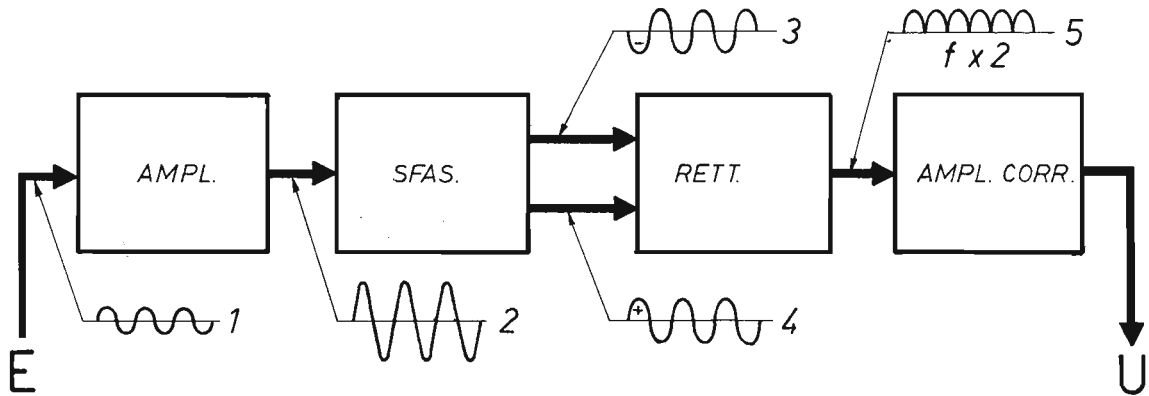 3
5
f x 2
AMPL.
SFAS.
RETT.
AMPL. CORR.
1
2
4
E
U
-
+